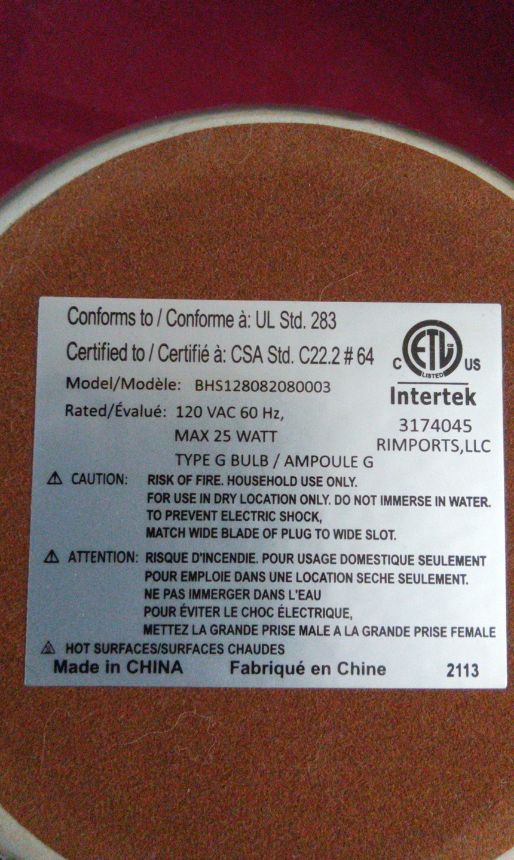 Conforms to / Conforme à: UL Std. 283
Certified to / Certifié à: CSA Std. C22.2 # 64
Model/Modèle: BHS128082080003
Rated/Évalué: 120 VAC 60 Hz,
MAX 25 WATT
TYPE G BULB / AMPOULE G
C ETL US
LISTED
Intertek
3174045
RIMPORTS,LLC
⚠ CAUTION: RISK OF FIRE. HOUSEHOLD USE ONLY.
FOR USE IN DRY LOCATION ONLY. DO NOT IMMERSE IN WATER.
TO PREVENT ELECTRIC SHOCK,
MATCH WIDE BLADE OF PLUG TO WIDE SLOT.
⚠ ATTENTION: RISQUE D'INCENDIE. POUR USAGE DOMESTIQUE SEULEMENT
POUR EMPLOIE DANS UNE LOCATION SECHE SEULEMENT.
NE PAS IMMERGER DANS L'EAU
POUR ÉVITER LE CHOC ÉLECTRIQUE,
METTEZ LA GRANDE PRISE MALE A LA GRANDE PRISE FEMALE
HOT SURFACES/SURFACES CHAUDES
Made in CHINA Fabriqué en Chine 2113